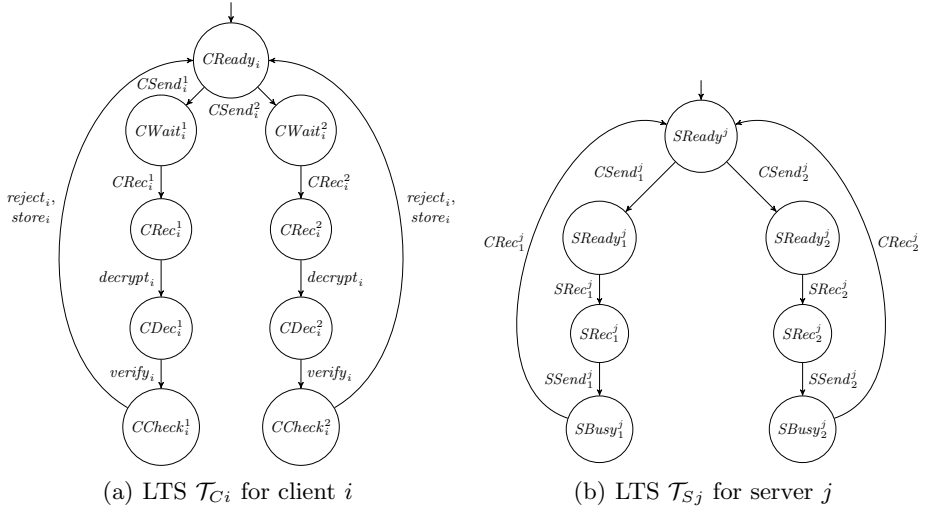 CReady_i
CSend_i^1
CSend_i^2
CWait_i^1
CWait_i^2
CRec_i^1
CRec_i^2
reject_i,
store_i
reject_i,
store_i
CRec_i^1
CRec_i^2
decrypt_i
decrypt_i
CDec_i^1
CDec_i^2
verify_i
verify_i
CCheck_i^1
CCheck_i^2
(a) LTS 𝒯_{Ci} for client i
SReady^j
CSend_1^j
CSend_2^j
CRec_1^j
SReady_1^j
SReady_2^j
CRec_2^j
SRec_1^j
SRec_2^j
SRec_1^j
SRec_2^j
SSend_1^j
SSend_2^j
SBusy_1^j
SBusy_2^j
(b) LTS 𝒯_{Sj} for server j